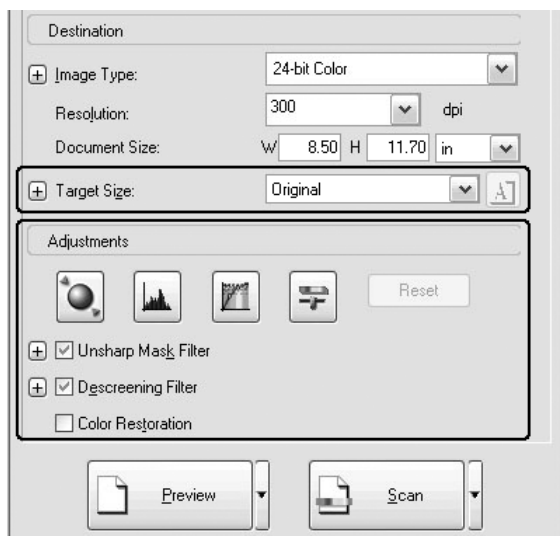 Destination
Image Type: 24-bit Color
Resolution: 300 dpi
Document Size: W 8.50 H 11.70 in
Target Size: Original A
Adjustments
Reset
Unsharp Mask Filter
Descreening Filter
Color Restoration
Preview Scan